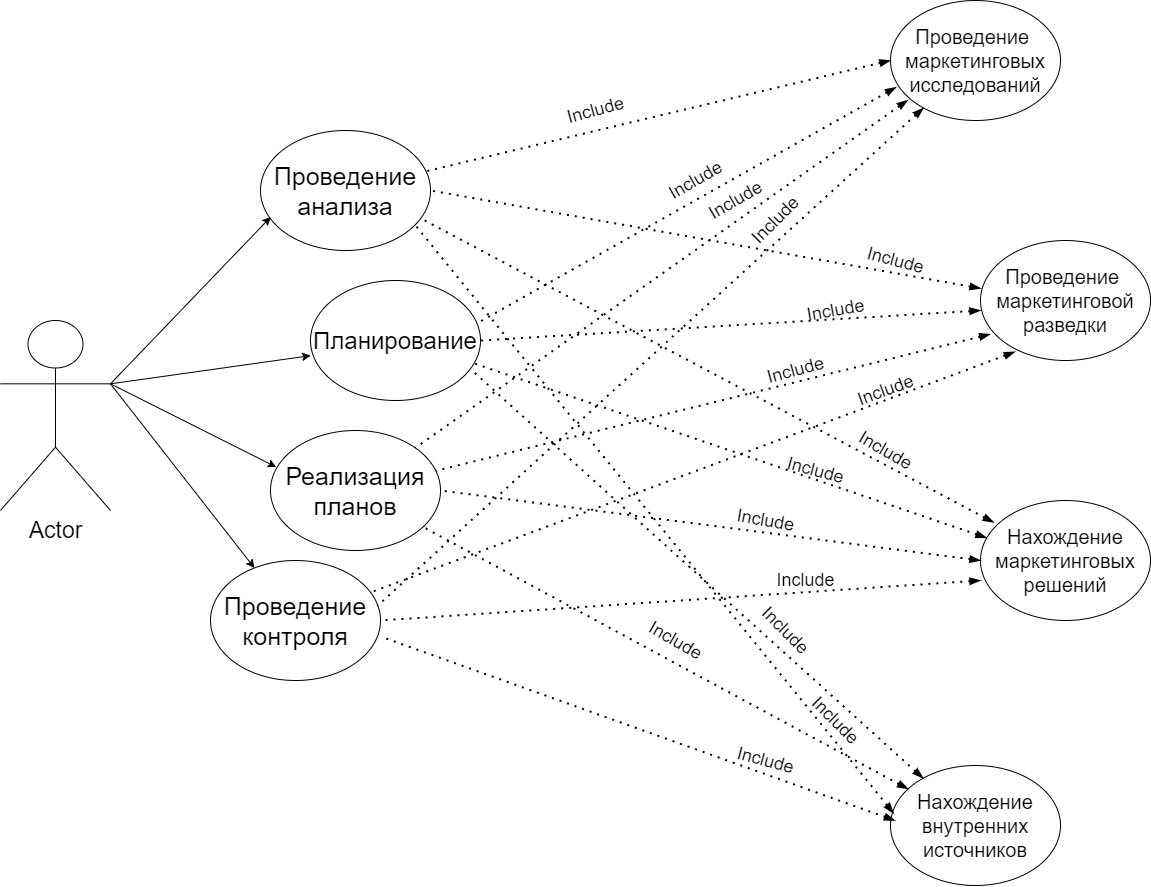 Проведение
маркетинговых
исследований
Include
Проведение
анализа
Include
Include
Include
Include
Проведение
маркетинговой
разведки
Include
Планирование
Include
Include
Include
Include
Реализация
планов
Include
Actor
Нахождение
маркетинговых
решений
Include
Проведение
контроля
Include
Include
Include
Include
Нахождение
внутренних
источников